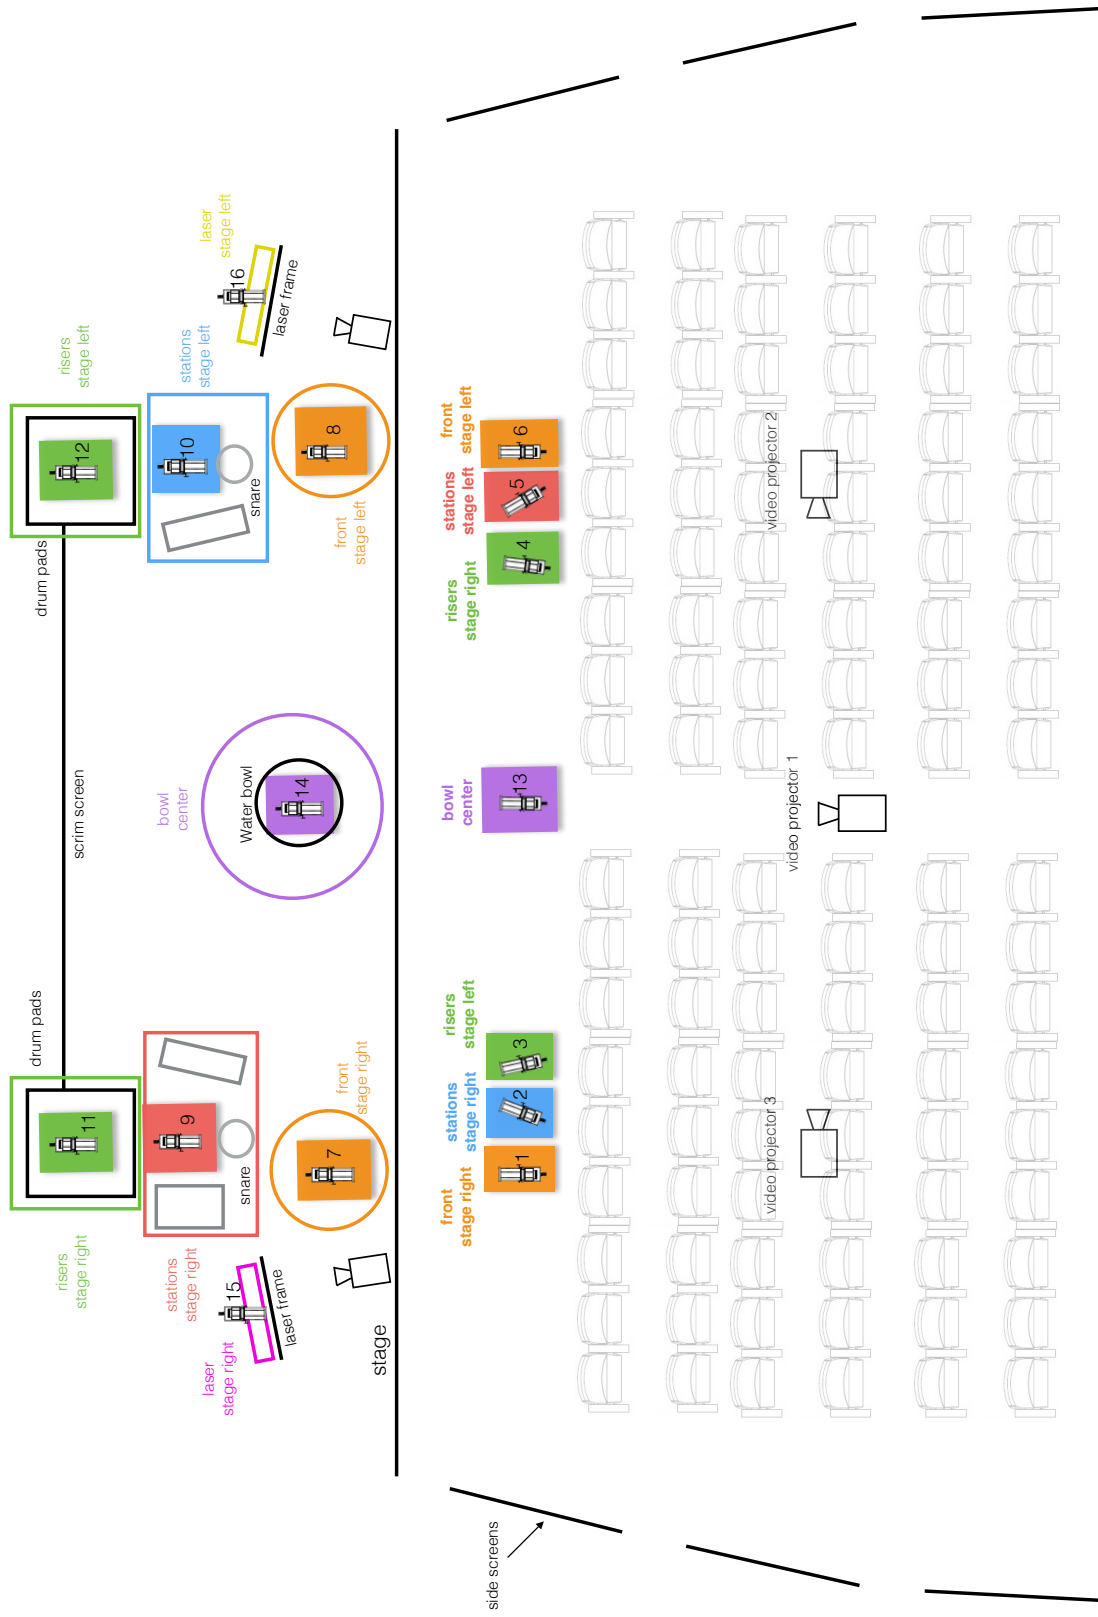 risers
stage right
drum pads
scrim screen
drum pads
risers
stage left
11
12
stations
stage right
9
snare
bowl
center
Water bowl
14
10
snare
stations
stage left
laser
stage right
15
laser frame
front
stage right
7
front
stage left
8
laser
stage left
16
laser frame
stage
front
stage right
stations
stage right
risers
stage left
bowl
center
risers
stage right
stations
stage left
front
stage left
1
2
3
13
4
5
6
side screens
video projector 3
video projector 1
video projector 2